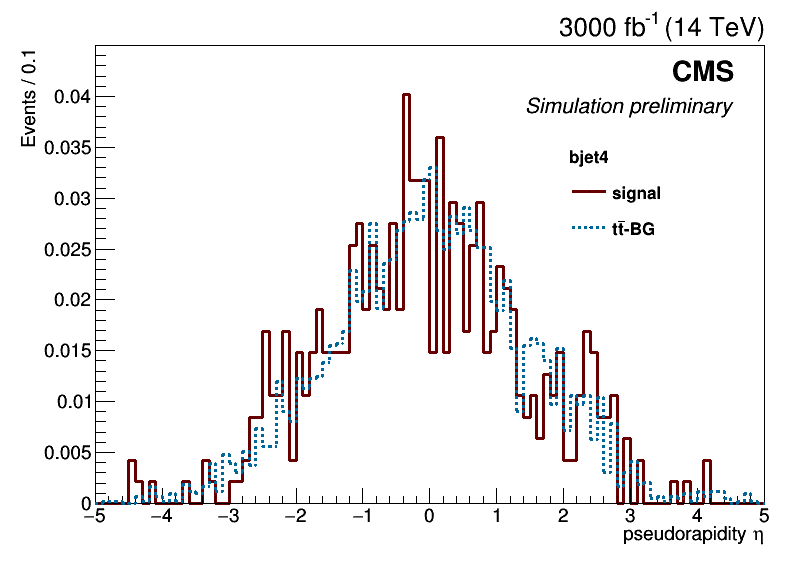 3000 fb⁻¹ (14 TeV)
Events / 0.1
CMS
Simulation preliminary
bjet4
signal
tt̄-BG
0.04
0.035
0.03
0.025
0.02
0.015
0.01
0.005
0
−5 −4 −3 −2 −1 0 1 2 3 4 5
pseudorapidity η